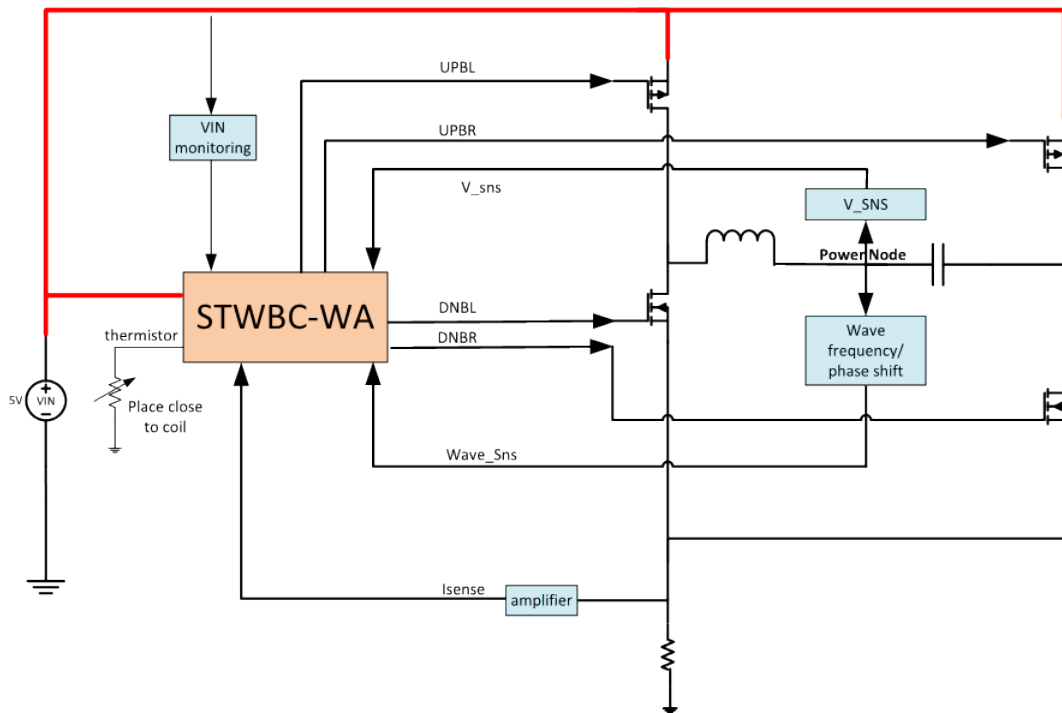 UPBL
VIN
monitoring
UPBR
V_sns
V_SNS
Power Node
STWBC-WA
DNBL
DNBR
thermistor
Wave
frequency/
phase shift
5V
+
VIN
−
Place close
to coil
Wave_Sns
Isense
amplifier